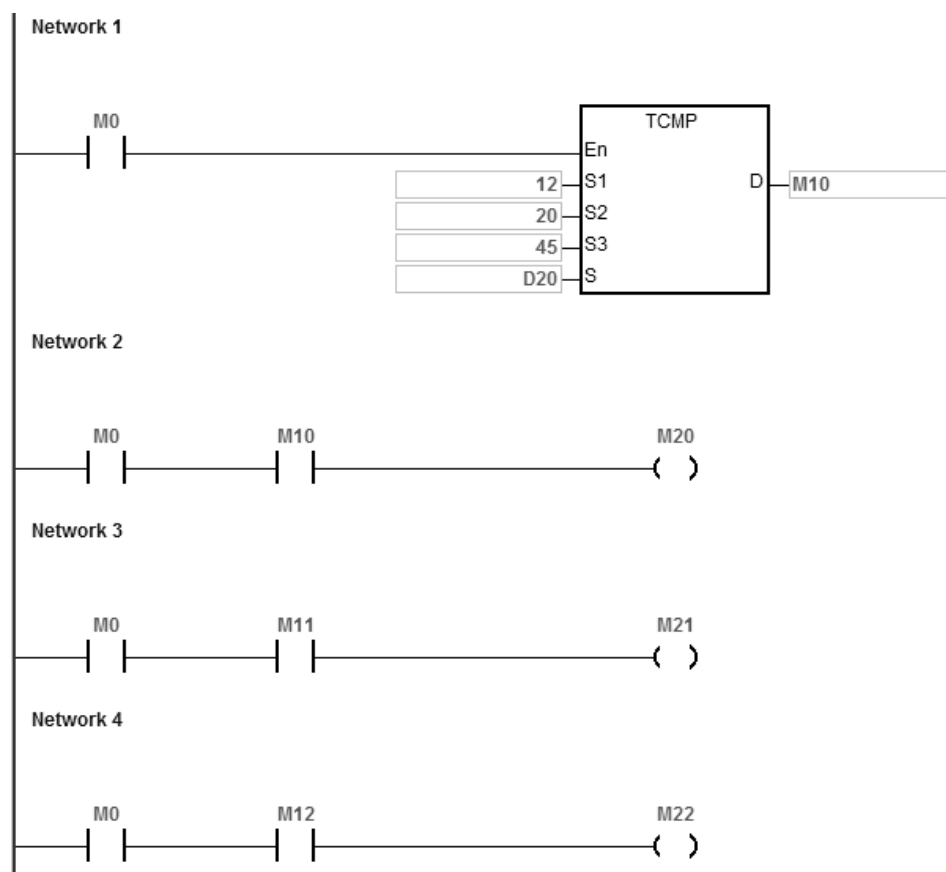 Network 1
M0
TCMP
En
12 S1 D M10
20 S2
45 S3
D20 S
Network 2
M0 M10 M20
Network 3
M0 M11 M21
Network 4
M0 M12 M22